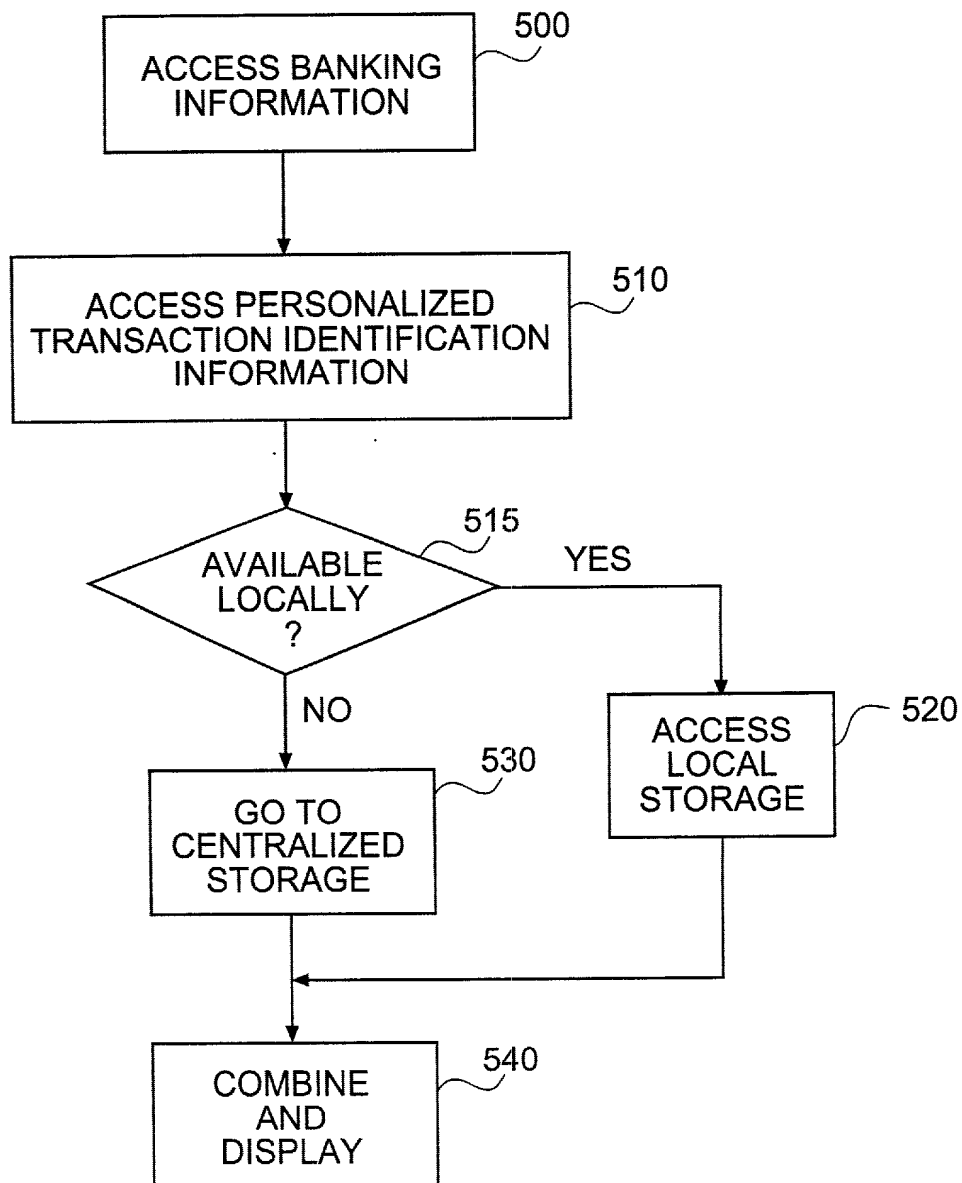 500
ACCESS BANKING
INFORMATION
510
ACCESS PERSONALIZED
TRANSACTION IDENTIFICATION
INFORMATION
515
AVAILABLE
LOCALLY
?
YES
NO
520
ACCESS
LOCAL
STORAGE
530
GO TO
CENTRALIZED
STORAGE
540
COMBINE
AND
DISPLAY